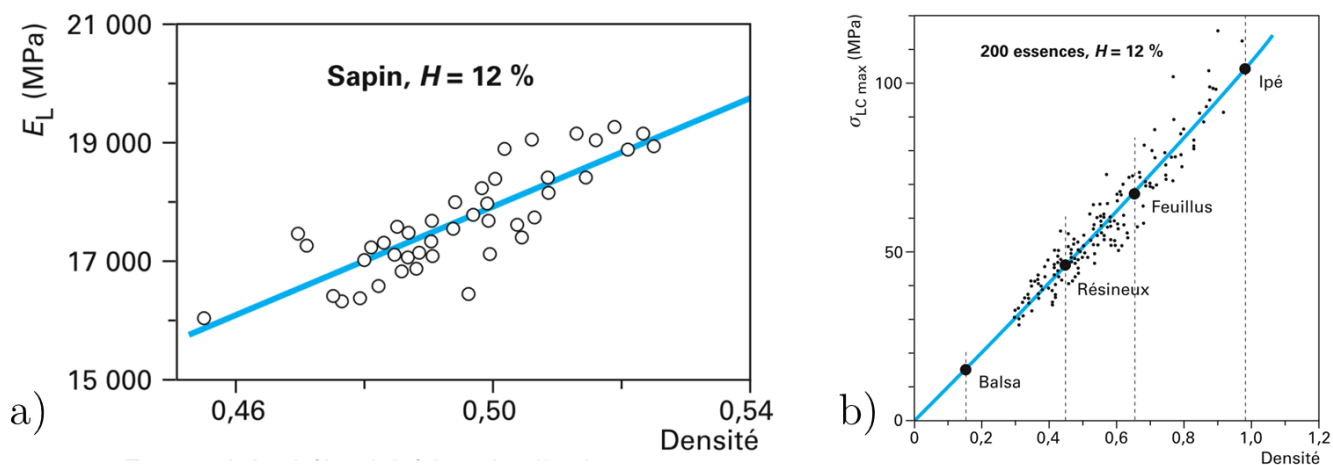 21 000
19 000
17 000
15 000
E_L (MPa)
Sapin, H = 12 %
0,46
0,50
0,54
Densité
a)
σ_LC max (MPa)
200 essences, H = 12 %
100
50
0
Ipé
Feuillus
Résineux
Balsa
0
0,2
0,4
0,6
0,8
1,0
1,2
Densité
b)